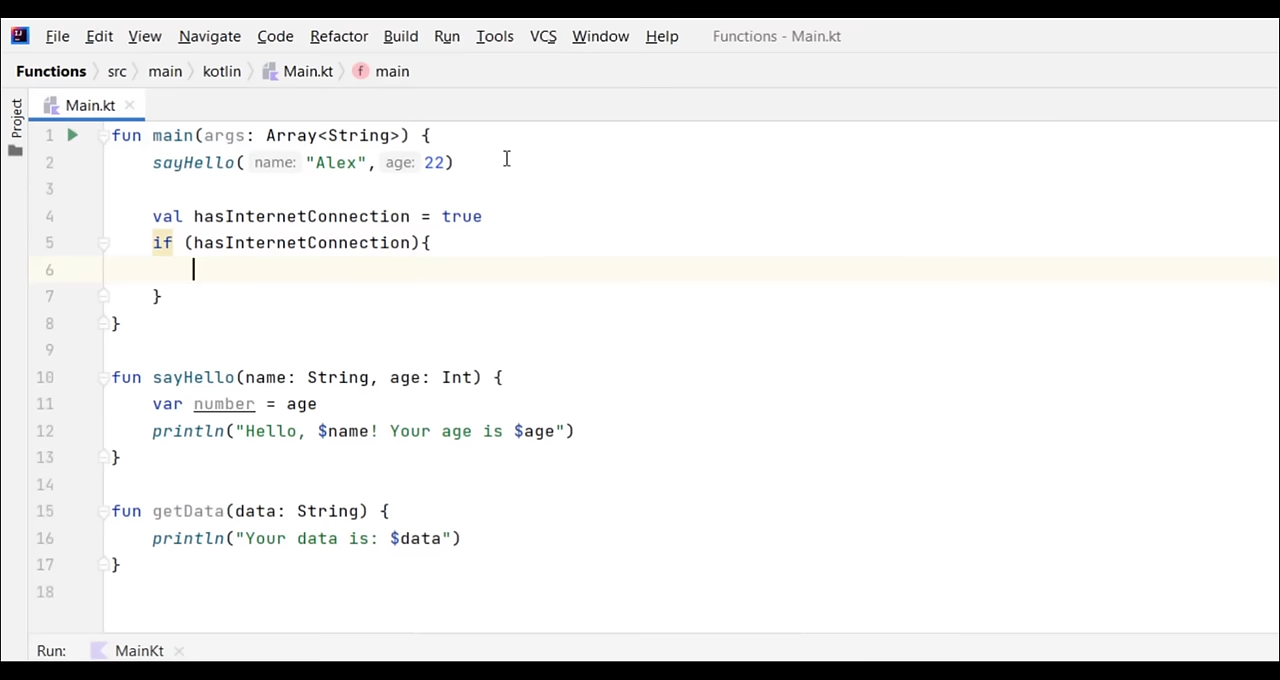 File Edit View Navigate Code Refactor Build Run Tools VCS Window Help Functions - Main.kt
Functions src main kotlin Main.kt f main
Project
Main.kt
1 fun main(args: Array<String>) {
2 sayHello( name: "Alex", age: 22)
3
4 val hasInternetConnection = true
5 if (hasInternetConnection){
6
7 }
8 }
9
10 fun sayHello(name: String, age: Int) {
11 var number = age
12 println("Hello, $name! Your age is $age")
13 }
14
15 fun getData(data: String) {
16 println("Your data is: $data")
17 }
18
Run: MainKt